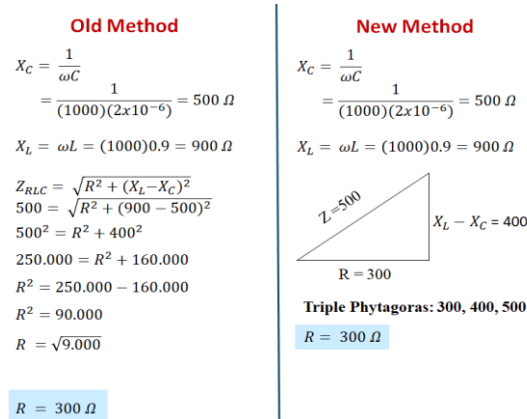 Old Method
X_C = 1/ωC
= 1/(1000)(2x10⁻⁶) = 500 Ω
X_L = ωL = (1000)0.9 = 900 Ω
Z_RLC = √(R² + (X_L−X_C)²)
500 = √(R² + (900 − 500)²)
500² = R² + 400²
250.000 = R² + 160.000
R² = 250.000 − 160.000
R² = 90.000
R = √9.000
R = 300 Ω
New Method
X_C = 1/ωC
= 1/(1000)(2x10⁻⁶) = 500 Ω
X_L = ωL = (1000)0.9 = 900 Ω
Z =500
X_L − X_C = 400
R = 300
Triple Phytagoras: 300, 400, 500
R = 300 Ω